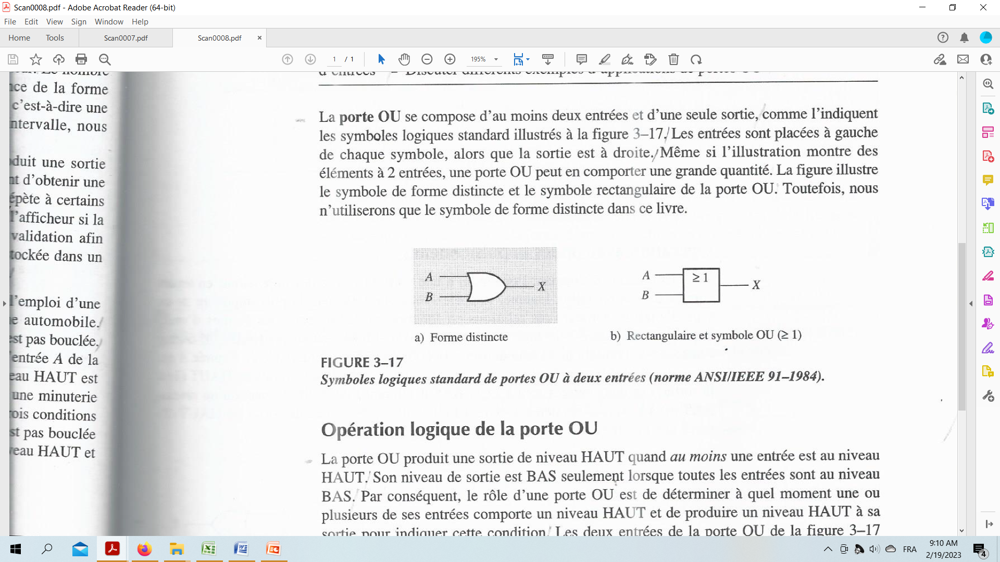 Scan0008.pdf - Adobe Acrobat Reader (64-bit)
File Edit View Sign Window Help
Home Tools Scan0007.pdf Scan0008.pdf
1 / 1 195%
ce de la forme
c’est-à-dire une
ntervalle, nous
duit une sortie
t d’obtenir une
épète à certains
l’afficheur si la
validation afin
tockée dans un
l’emploi d’une
e automobile.
est pas bouclée.
entrée A de la
eau HAUT est
une minuterie
ois conditions
st pas bouclée
veau HAUT et
d’entrées – Discuter différents exemples d’applications de portes OU
La porte OU se compose d’au moins deux entrées et d’une seule sortie, comme l’indiquent
les symboles logiques standard illustrés à la figure 3–17. Les entrées sont placées à gauche
de chaque symbole, alors que la sortie est à droite. Même si l’illustration montre des
éléments à 2 entrées, une porte OU peut en comporter une grande quantité. La figure illustre
le symbole de forme distincte et le symbole rectangulaire de la porte OU. Toutefois, nous
n’utiliserons que le symbole de forme distincte dans ce livre.
A
B
X
a) Forme distincte
A
B
≥ 1
X
b) Rectangulaire et symbole OU (≥ 1)
FIGURE 3–17
Symboles logiques standard de portes OU à deux entrées (norme ANSI/IEEE 91–1984).
Opération logique de la porte OU
La porte OU produit une sortie de niveau HAUT quand au moins une entrée est au niveau
HAUT. Son niveau de sortie est BAS seulement lorsque toutes les entrées sont au niveau
BAS. Par conséquent, le rôle d’une porte OU est de déterminer à quel moment une ou
plusieurs de ses entrées comporte un niveau HAUT et de produire un niveau HAUT à sa
sortie pour indiquer cette condition. Les deux entrées de la porte OU de la figure 3–17
FRA
9:10 AM
2/19/2023
4